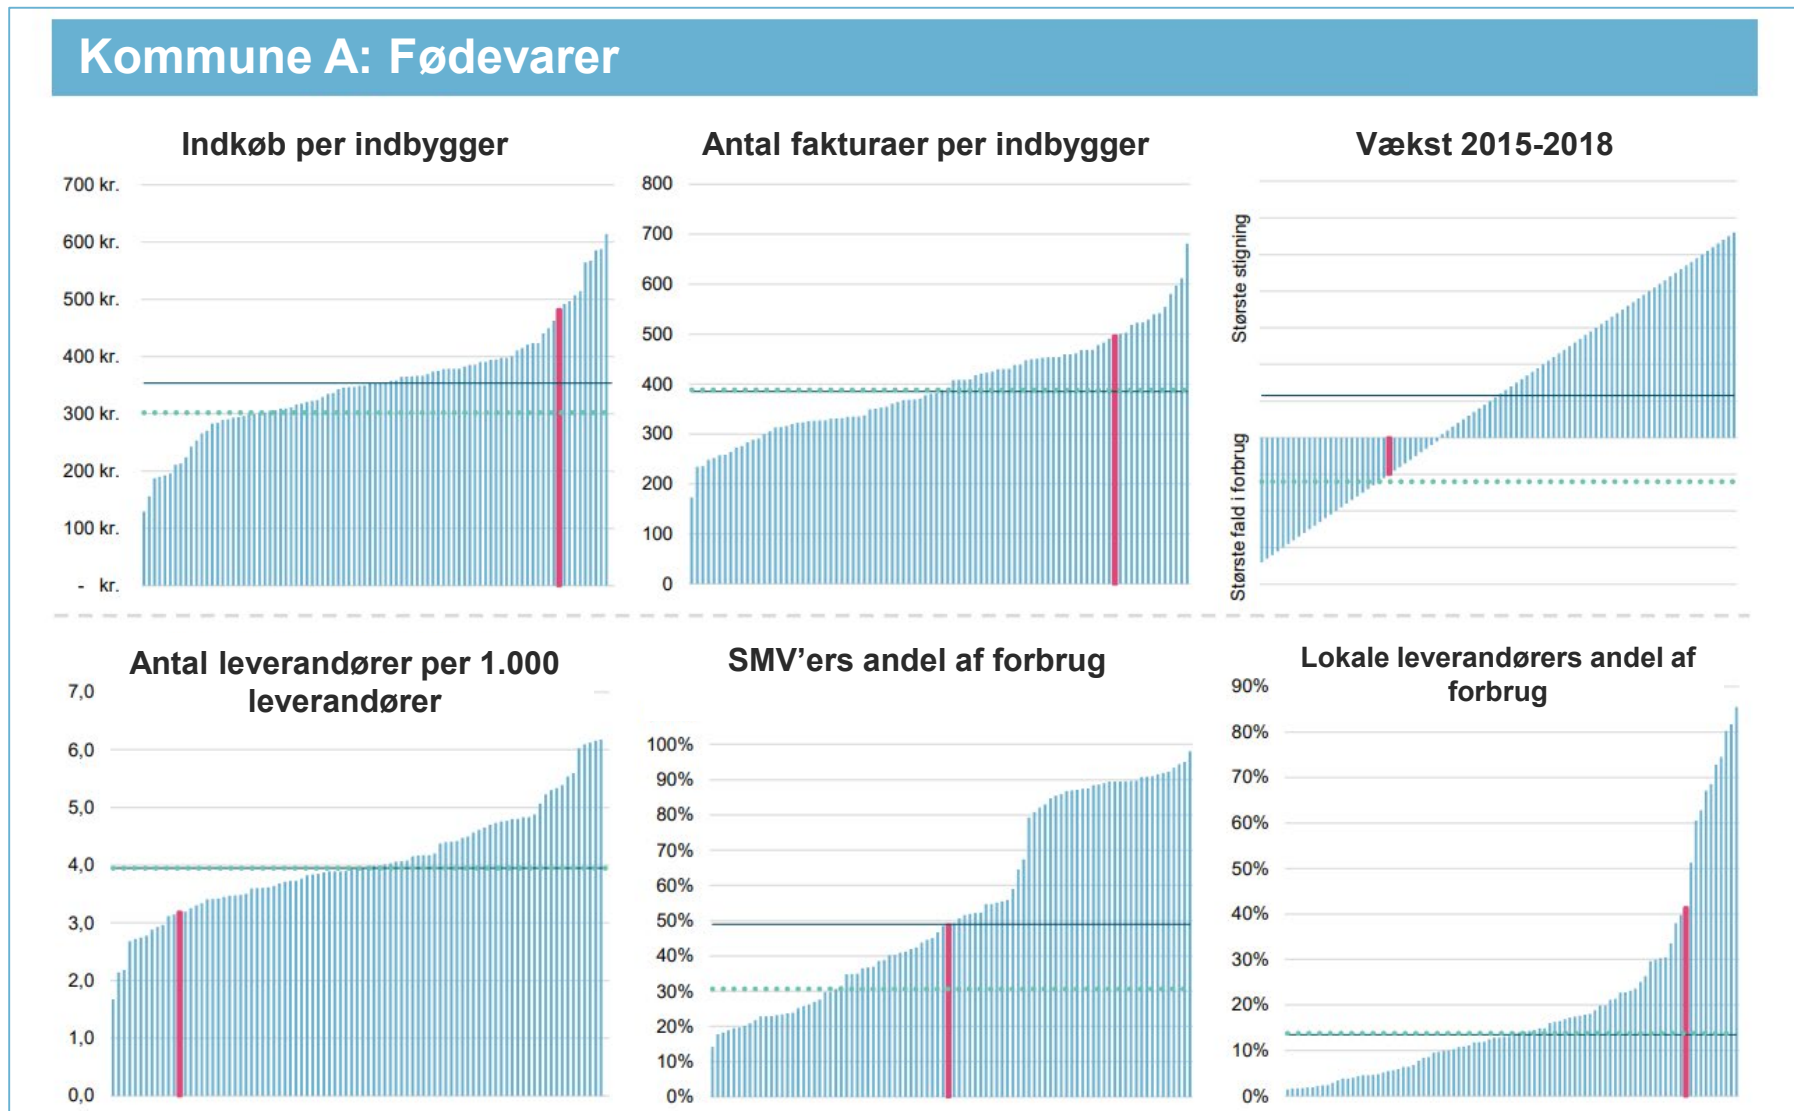 Kommune A: Fødevarer
Indkøb per indbygger
700 kr.
600 kr.
500 kr.
400 kr.
300 kr.
200 kr.
100 kr.
- kr.
Antal fakturaer per indbygger
800
700
600
500
400
300
200
100
0
Vækst 2015-2018
Største stigning
Største fald i forbrug
Antal leverandører per 1.000
leverandører
7,0
6,0
5,0
4,0
3,0
2,0
1,0
0,0
SMV'ers andel af forbrug
100%
90%
80%
70%
60%
50%
40%
30%
20%
10%
0%
Lokale leverandørers andel af
forbrug
90%
80%
70%
60%
50%
40%
30%
20%
10%
0%